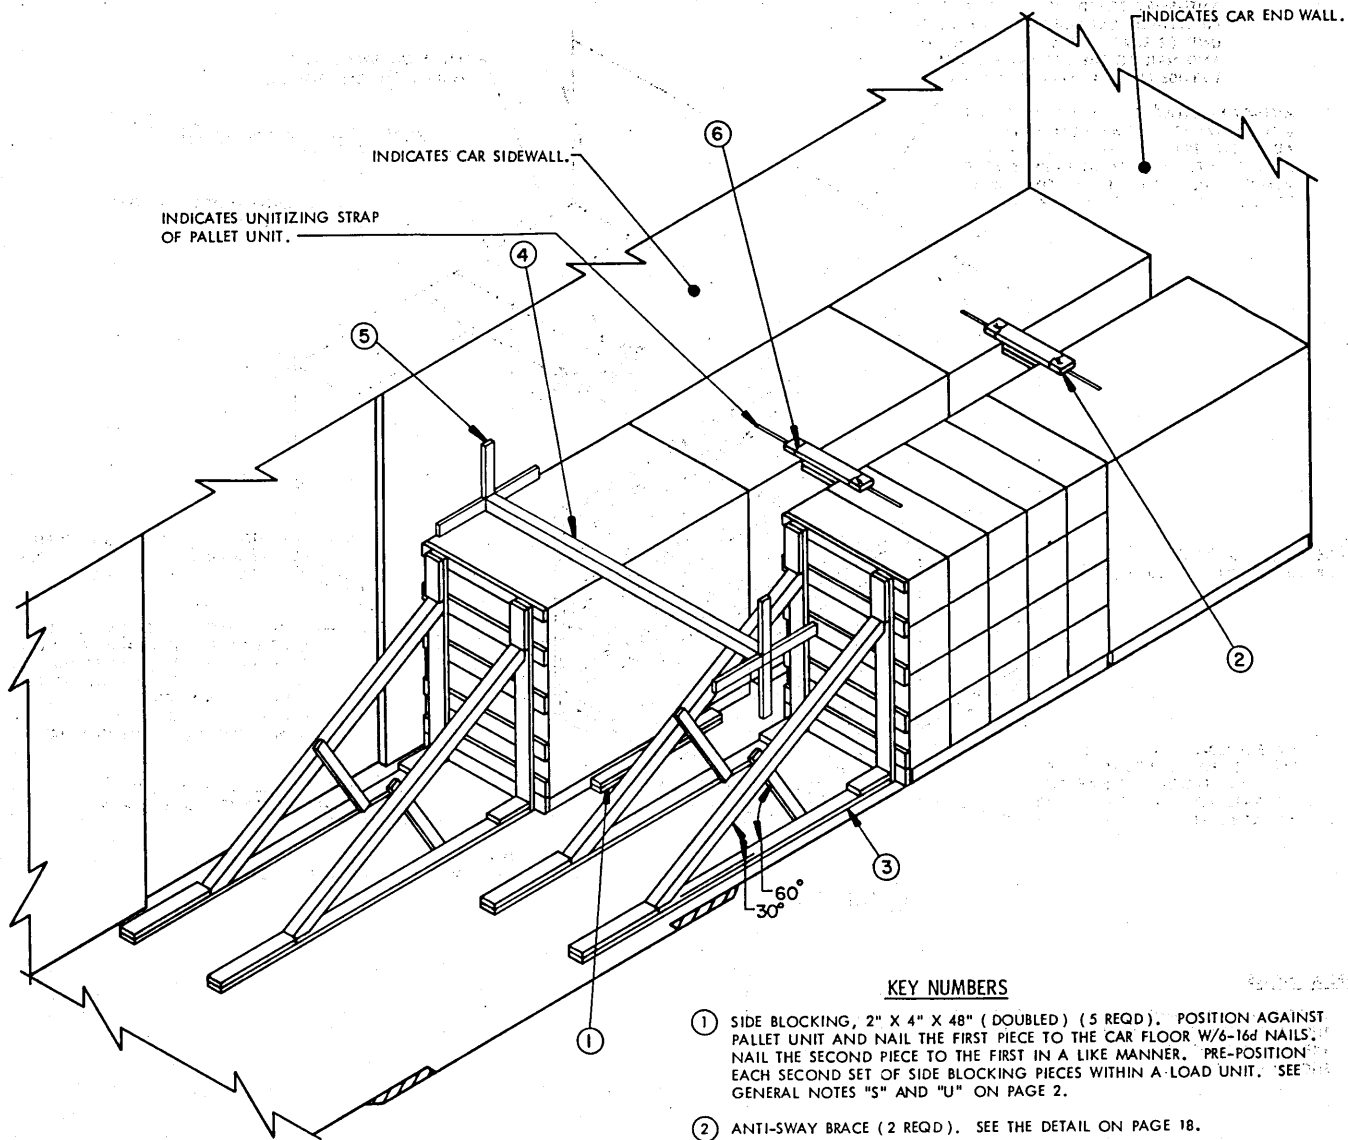 INDICATES CAR END WALL.
6
INDICATES CAR SIDEWALL.
INDICATES UNITIZING STRAP
OF PALLET UNIT.
4
5
2
3
60°
30°
1
KEY NUMBERS
1 SIDE BLOCKING, 2" X 4" X 48" (DOUBLED) (5 REQD). POSITION AGAINST
PALLET UNIT AND NAIL THE FIRST PIECE TO THE CAR FLOOR W/6-16d NAILS.
NAIL THE SECOND PIECE TO THE FIRST IN A LIKE MANNER. PRE-POSITION
EACH SECOND SET OF SIDE BLOCKING PIECES WITHIN A LOAD UNIT. SEE
GENERAL NOTES "S" AND "U" ON PAGE 2.
2 ANTI-SWAY BRACE (2 REQD). SEE THE DETAIL ON PAGE 18.